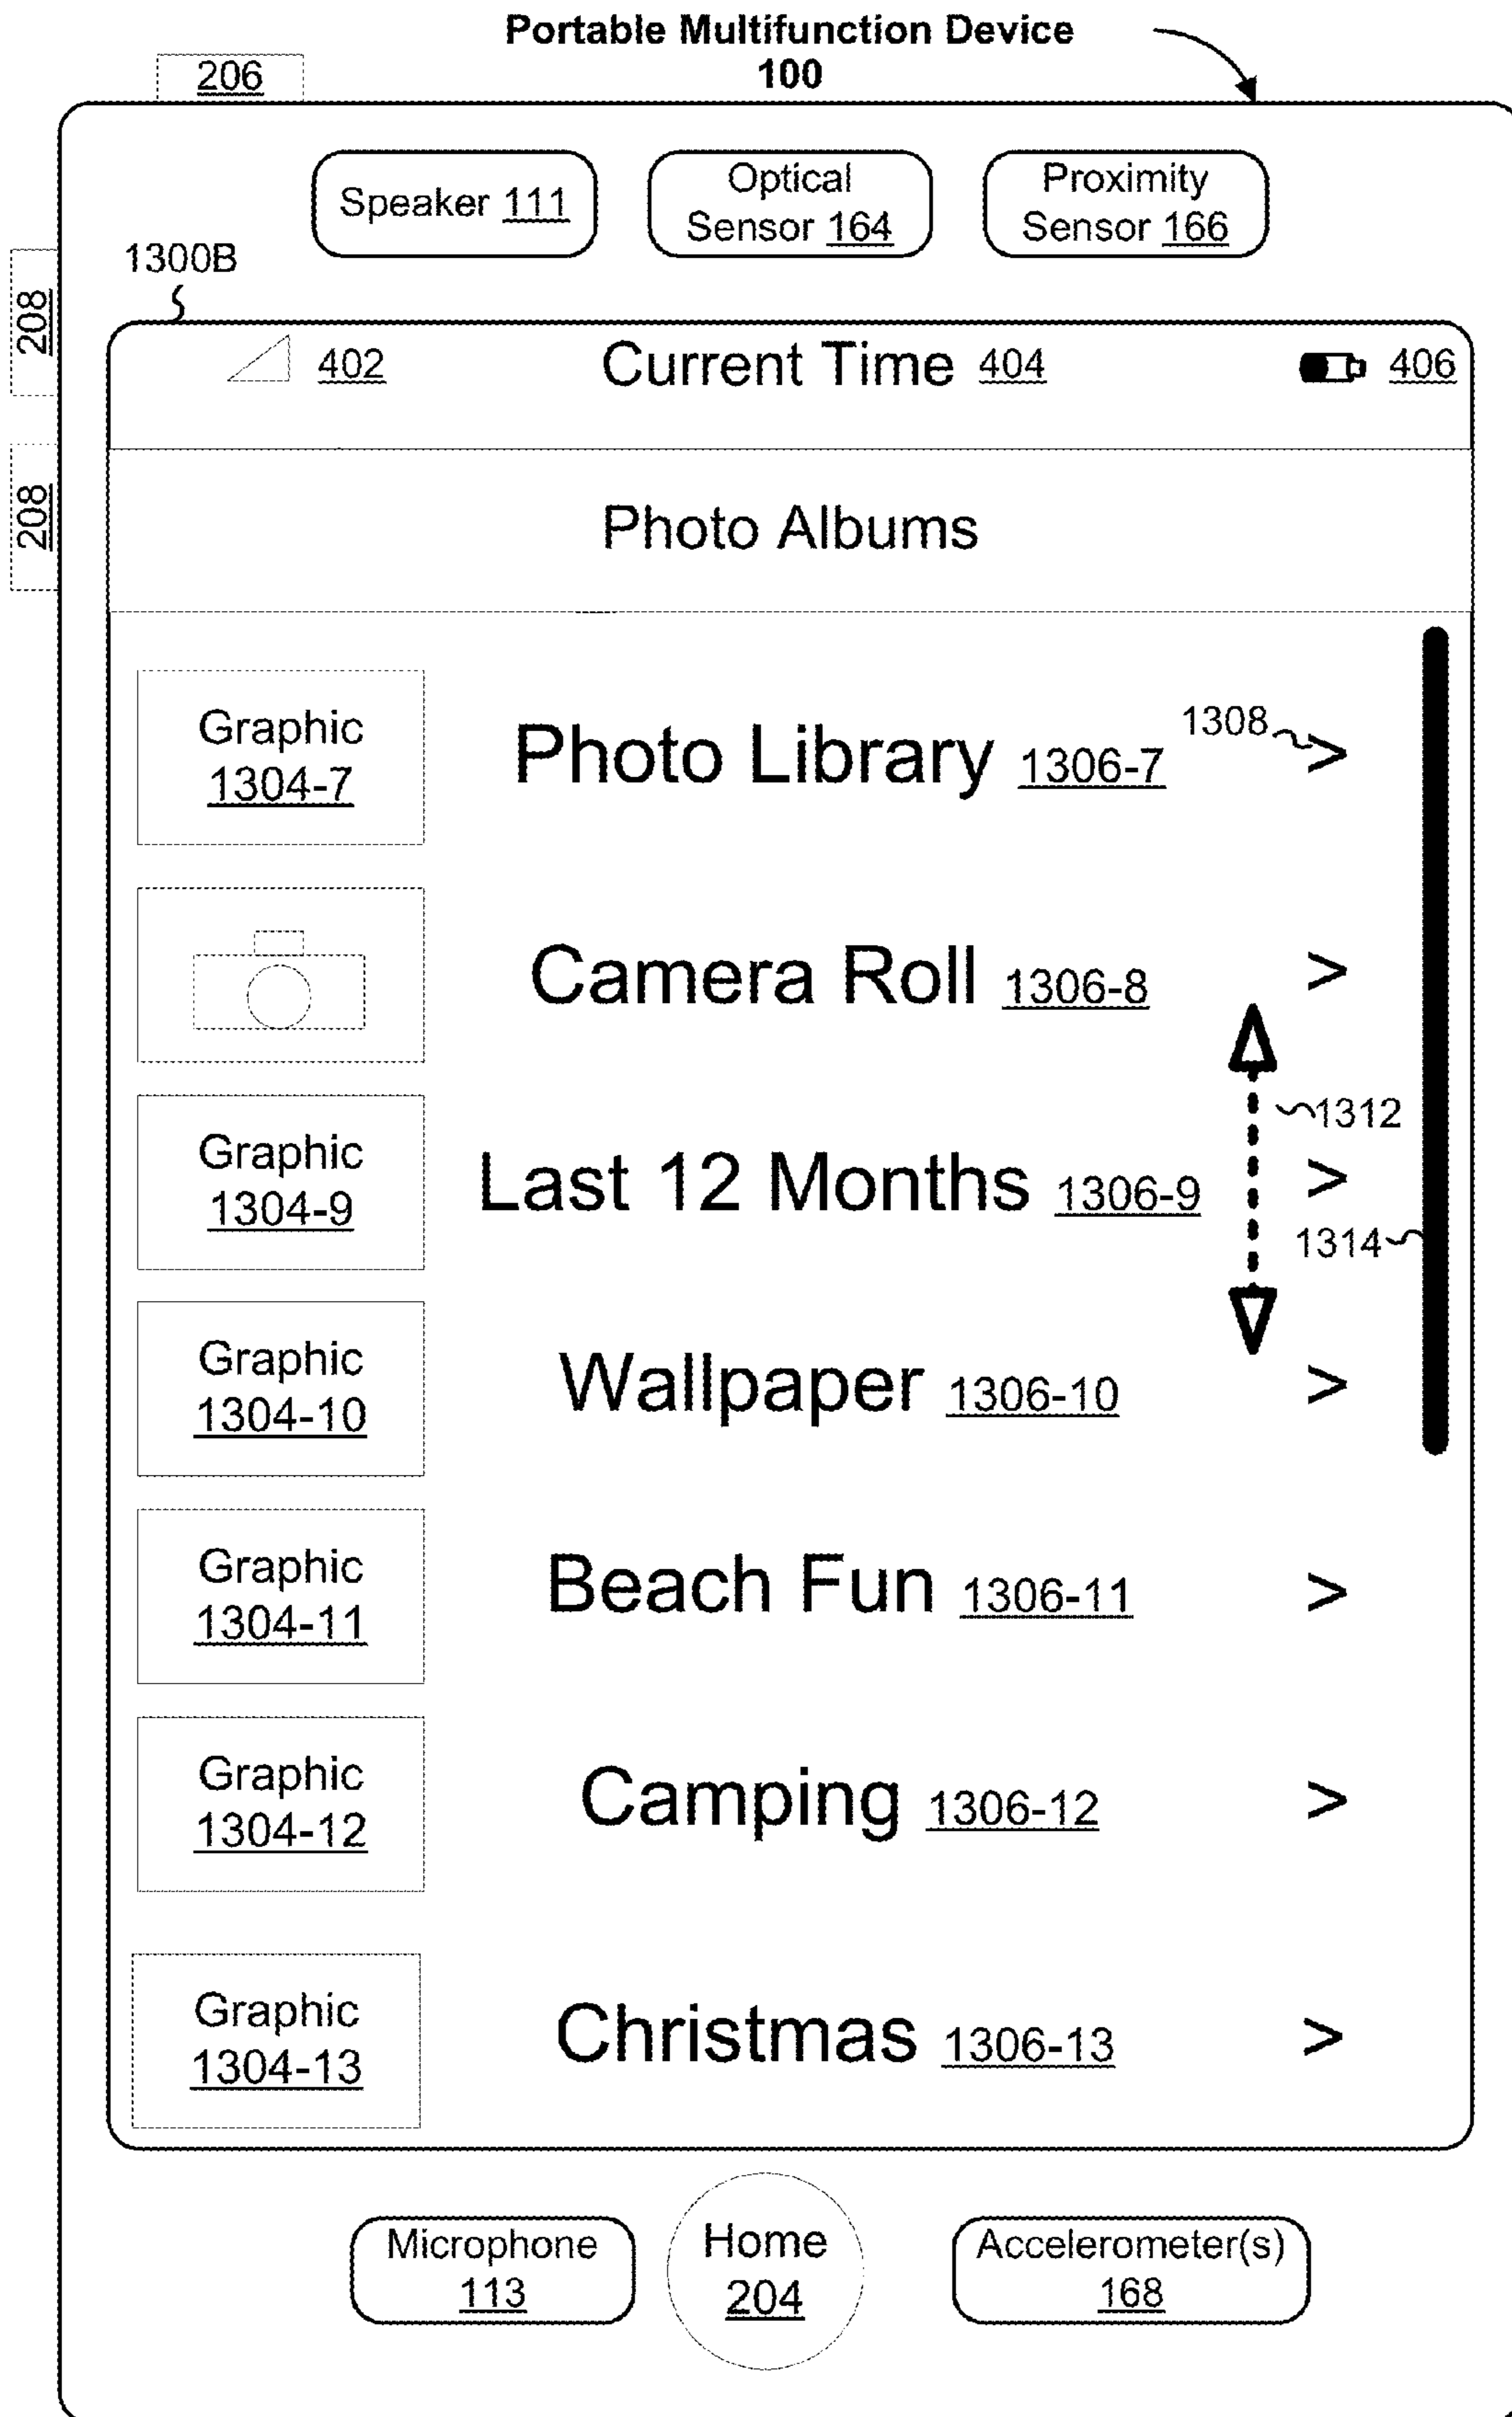 Portable Multifunction Device
100
206
Speaker 111
Optical
Sensor 164
Proximity
Sensor 166
1300B
208
402
Current Time 404
406
208
Photo Albums
Graphic
1304-7
Photo Library 1306-7
1308
>
Camera Roll 1306-8
>
1312
Graphic
1304-9
Last 12 Months 1306-9
>
1314
Graphic
1304-10
Wallpaper 1306-10
>
Graphic
1304-11
Beach Fun 1306-11
>
Graphic
1304-12
Camping 1306-12
>
Graphic
1304-13
Christmas 1306-13
>
Microphone
113
Home
204
Accelerometer(s)
168